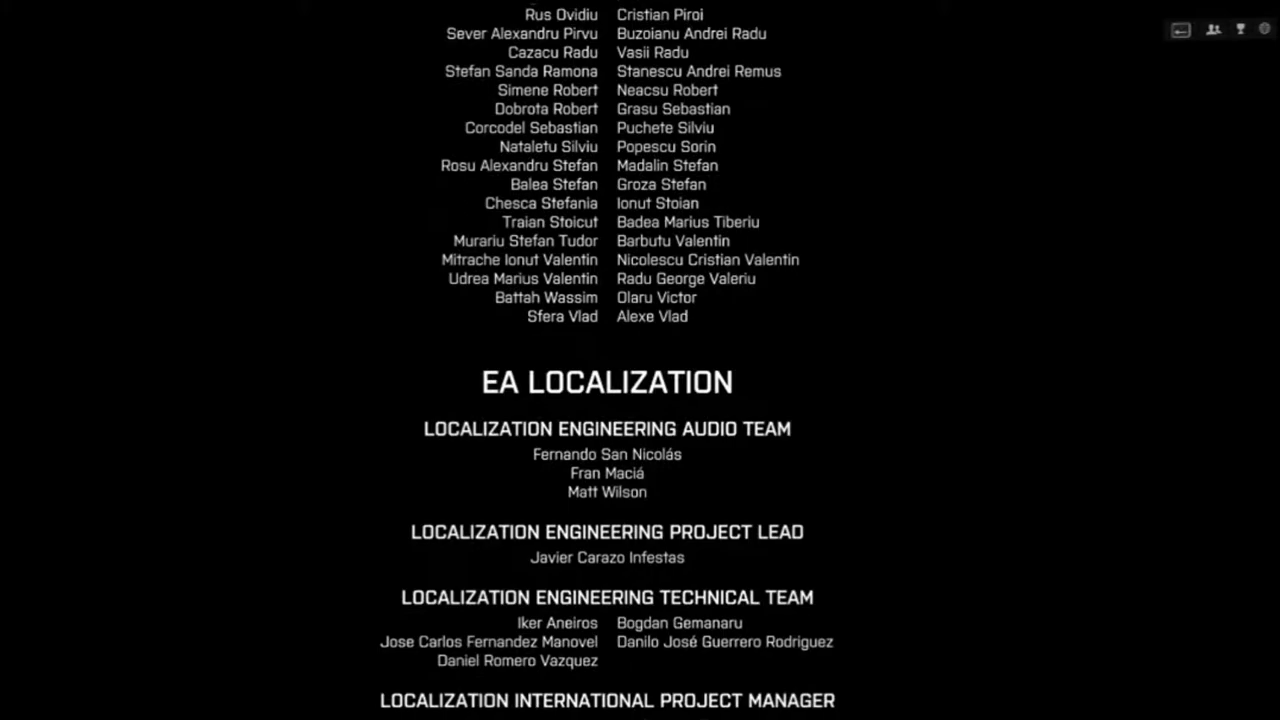 Rus Ovidiu Cristian Piroi
Sever Alexandru Pirvu Buzoianu Andrei Radu
Cazacu Radu Vasii Radu
Stefan Sanda Ramona Stanescu Andrei Remus
Simene Robert Neacsu Robert
Dobrota Robert Grasu Sebastian
Corcodel Sebastian Puchete Silviu
Nataletu Silviu Popescu Sorin
Rosu Alexandru Stefan Madalin Stefan
Balea Stefan Groza Stefan
Chesca Stefania Ionut Stoian
Traian Stoicut Badea Marius Tiberiu
Murariu Stefan Tudor Barbutu Valentin
Mitrache Ionut Valentin Nicolescu Cristian Valentin
Udrea Marius Valentin Radu George Valeriu
Battah Wassim Olaru Victor
Sfera Vlad Alexe Vlad
EA LOCALIZATION
LOCALIZATION ENGINEERING AUDIO TEAM
Fernando San Nicolás
Fran Maciá
Matt Wilson
LOCALIZATION ENGINEERING PROJECT LEAD
Javier Carazo Infestas
LOCALIZATION ENGINEERING TECHNICAL TEAM
Iker Aneiros Bogdan Gemanaru
Jose Carlos Fernandez Manovel Danilo José Guerrero Rodriguez
Daniel Romero Vazquez
LOCALIZATION INTERNATIONAL PROJECT MANAGER